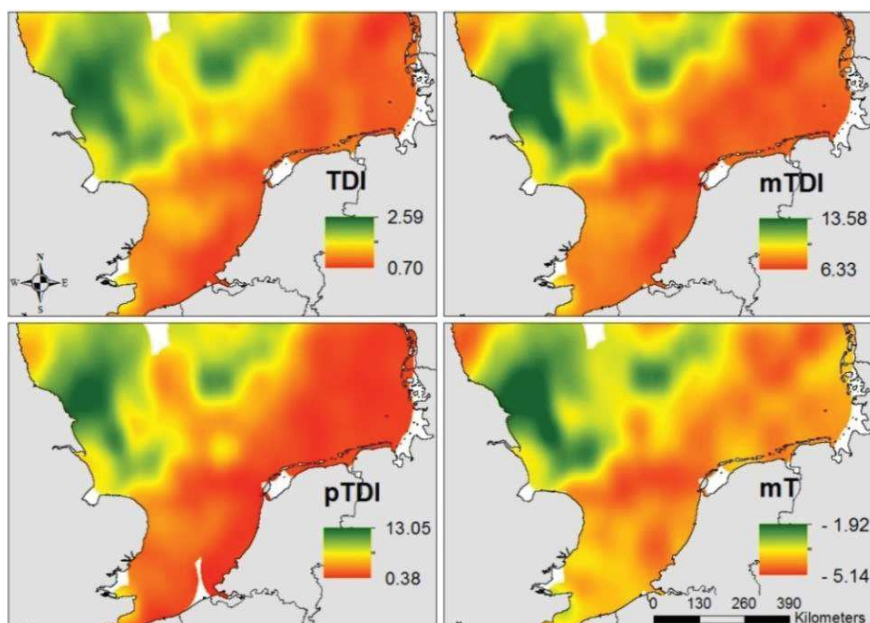 TDI
2.59
0.70
N
W E
S
mTDI
13.58
6.33
pTDI
13.05
0.38
mT
- 1.92
- 5.14
0 130 260 390
Kilometers